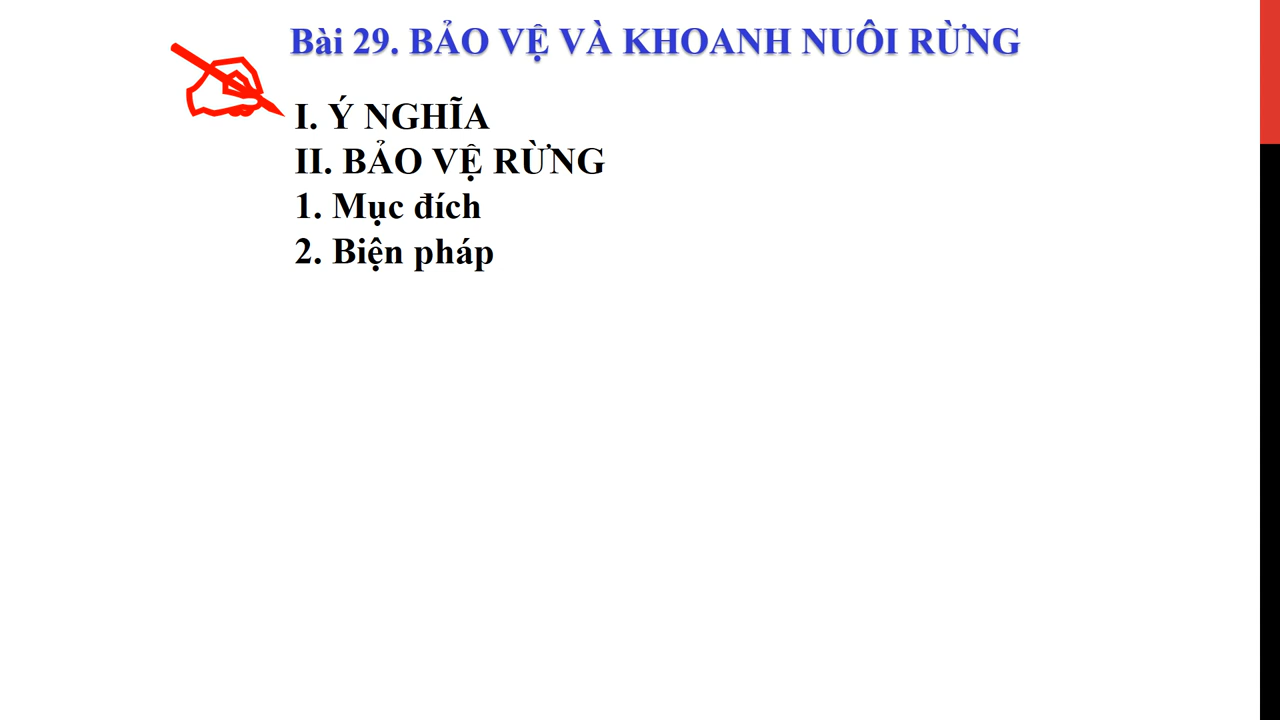 Bài 29. BẢO VỆ VÀ KHOANH NUÔI RỪNG
I. Ý NGHĨA
II. BẢO VỆ RỪNG
1. Mục đích
2. Biện pháp